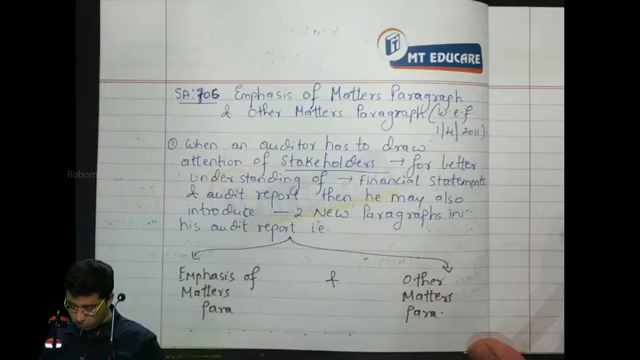 MT EDUCARE
SA:706 Emphasis of Matters Paragraph
& Other Matters Paragraph (w.e.f
1/4/2011)
① When an auditor has to draw
attention of stakeholders → for better
understanding of → Financial Statements
& audit report then he may also
introduce — 2 New Paragraphs in
his audit report i.e.
Emphasis of & Other
Matters Matters
Para Para.